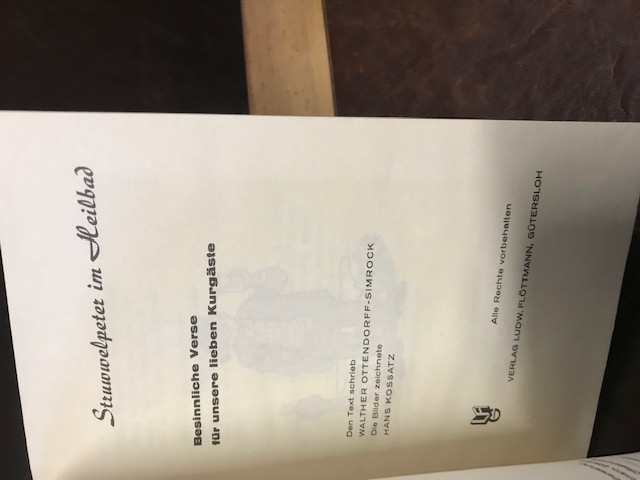 Struwwelpeter im Heilbad
Besinnliche Verse
für unsere lieben Kurgäste
Den Text schrieb
WALTHER OTTENDORFF-SIMROCK
Die Bilder zeichnete
HANS KOSSATZ
Alle Rechte vorbehalten
VERLAG LUDW. FLÖTTMANN, GÜTERSLOH